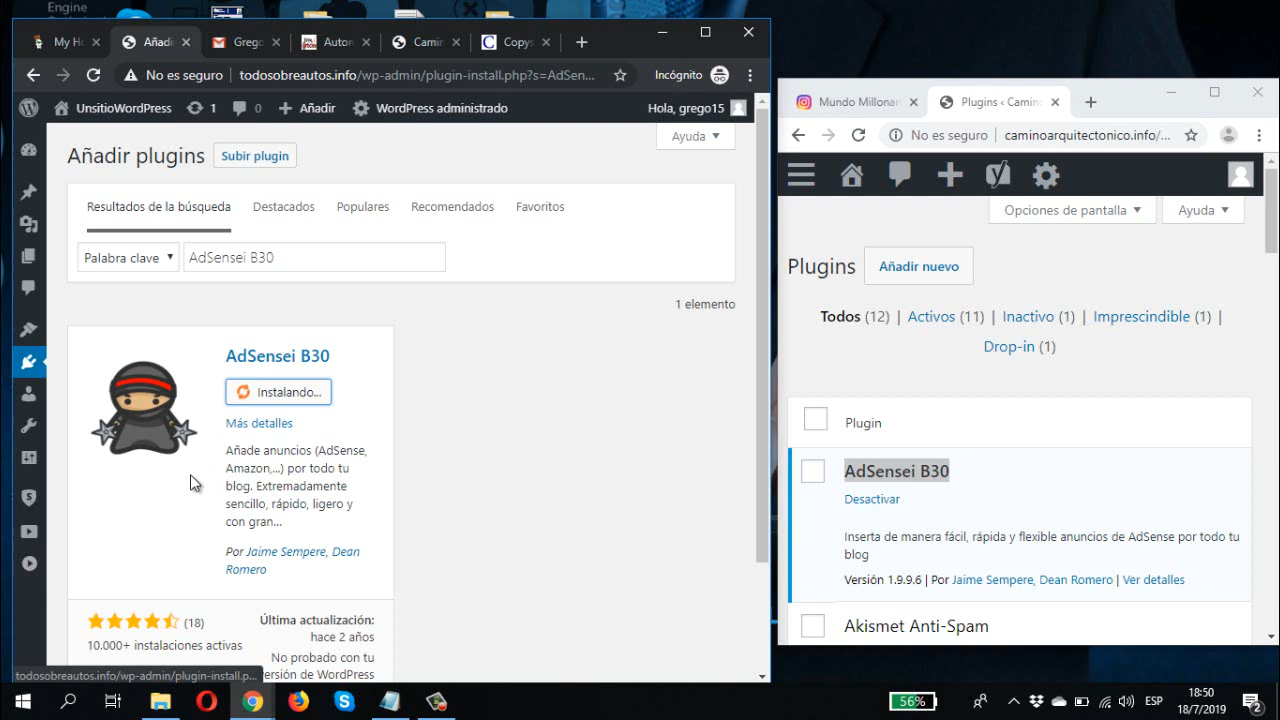 Engine
My H
Añadi
Grego
Auton
Camin
Copys
No es seguro
todosobreautos.info/wp-admin/plugin-install.php?s=AdSen...
Incógnito
UnsitioWordPress
1
0
Añadir
WordPress administrado
Hola, grego15
Ayuda
Añadir plugins
Subir plugin
Resultados de la búsqueda
Destacados
Populares
Recomendados
Favoritos
Palabra clave
AdSensei B30
1 elemento
AdSensei B30
Instalando...
Más detalles
Añade anuncios (AdSense,
Amazon,...) por todo tu
blog. Extremadamente
sencillo, rápido, ligero y
con gran...
Por Jaime Sempere, Dean
Romero
(18)
10.000+ instalaciones activas
Última actualización:
hace 2 años
No probado con tu
versión de WordPress
todosobreautos.info/wp-admin/plugin-install.p...
Mundo Millonar
Plugins ‹ Camino
No es seguro
caminoarquitectonico.info/...
Opciones de pantalla
Ayuda
Plugins
Añadir nuevo
Todos (12) | Activos (11) | Inactivo (1) | Imprescindible (1) |
Drop-in (1)
Plugin
AdSensei B30
Desactivar
Inserta de manera fácil, rápida y flexible anuncios de AdSense por todo tu
blog
Versión 1.9.9.6 | Por Jaime Sempere, Dean Romero | Ver detalles
Akismet Anti-Spam
56%
ESP
18:50
18/7/2019
2